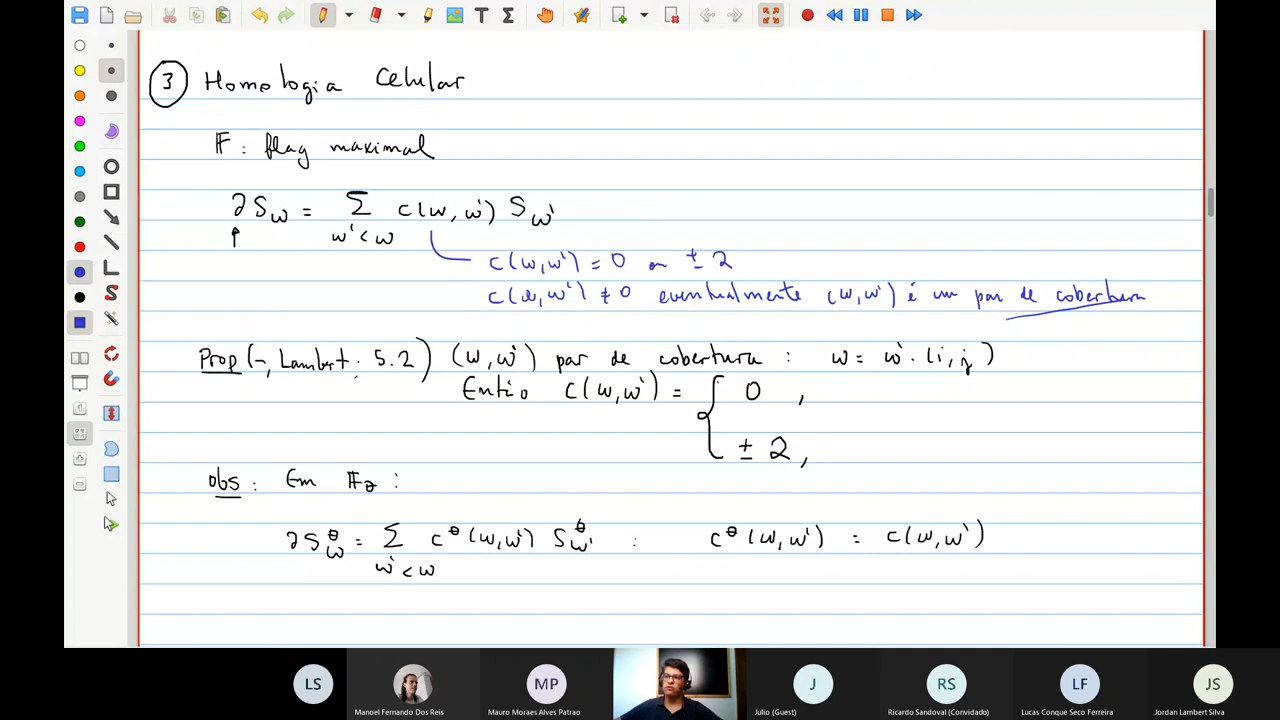 ③ Homologia Celular
𝔽 : flag maximal
∂S_w = Σ_{w'<w} c(w,w') S_{w'}
↑
c(w,w') = 0 ou ± 2
c(w,w') ≠ 0 eventualmente (w,w') é um par de cobertura
Prop (–, Lambert : 5.2) (w,w') par de cobertura : w = w'·(i,j)
Então c(w,w') = { 0 ,
± 2 ,
obs : Em 𝔽_θ :
∂S_w^θ = Σ_{w'<w} c^θ(w,w') S_{w'}^θ : c^θ(w,w') = c(w,w')
LS
MP
J
RS
LF
JS
Manoel Fernando Dos Reis
Mauro Moraes Alves Patrao
Julio (Guest)
Ricardo Sandoval (Convidado)
Lucas Conque Seco Ferreira
Jordan Lambert Silva